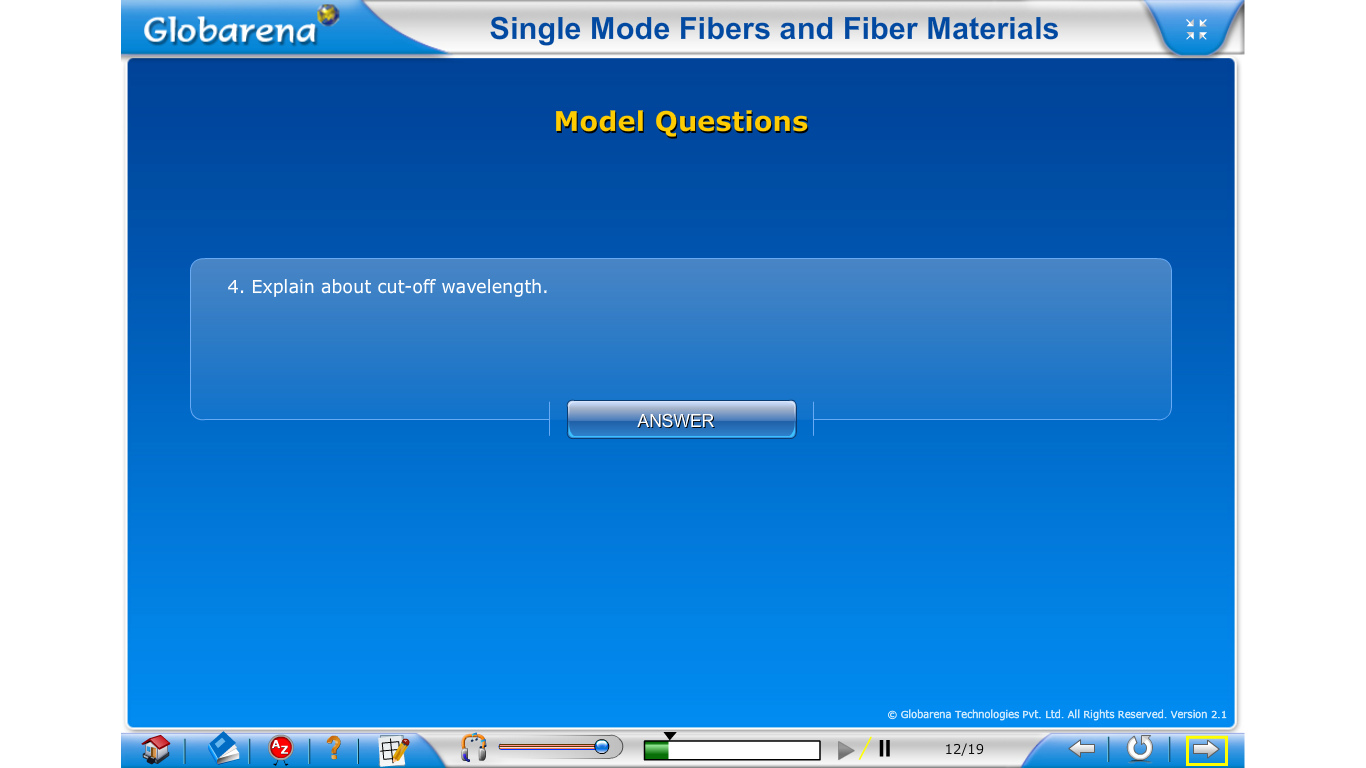 Globarena
Single Mode Fibers and Fiber Materials
Model Questions
4. Explain about cut-off wavelength.
ANSWER
© Globarena Technologies Pvt. Ltd. All Rights Reserved. Version 2.1
AZ
?
12/19